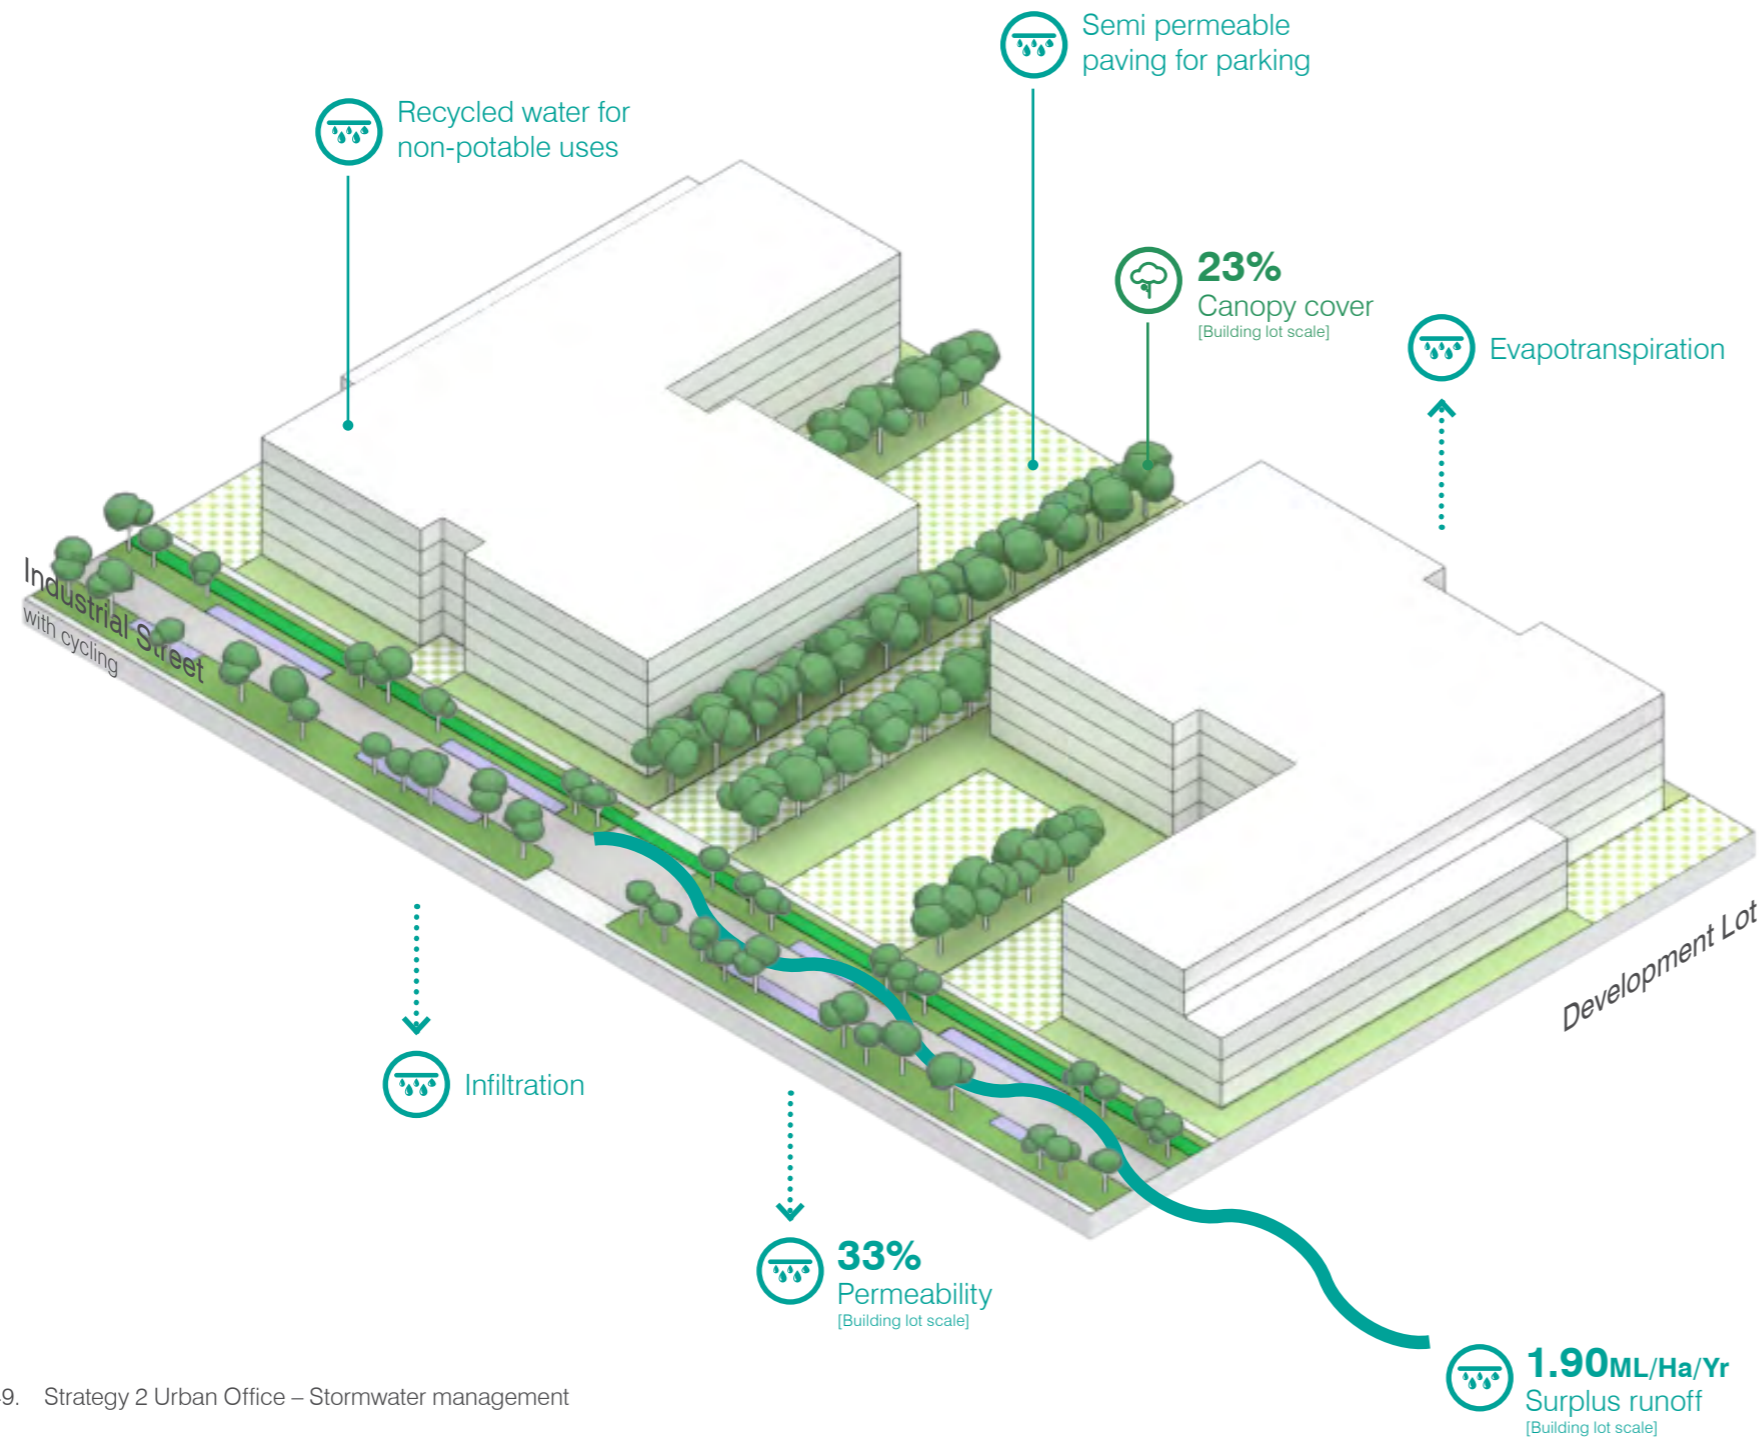 Semi permeable
paving for parking
Recycled water for
non-potable uses
23%
Canopy cover
[Building lot scale]
Evapotranspiration
Industrial Street
with cycling
Development Lot
Infiltration
33%
Permeability
[Building lot scale]
1.90ML/Ha/Yr
Surplus runoff
[Building lot scale]
9. Strategy 2 Urban Office – Stormwater management